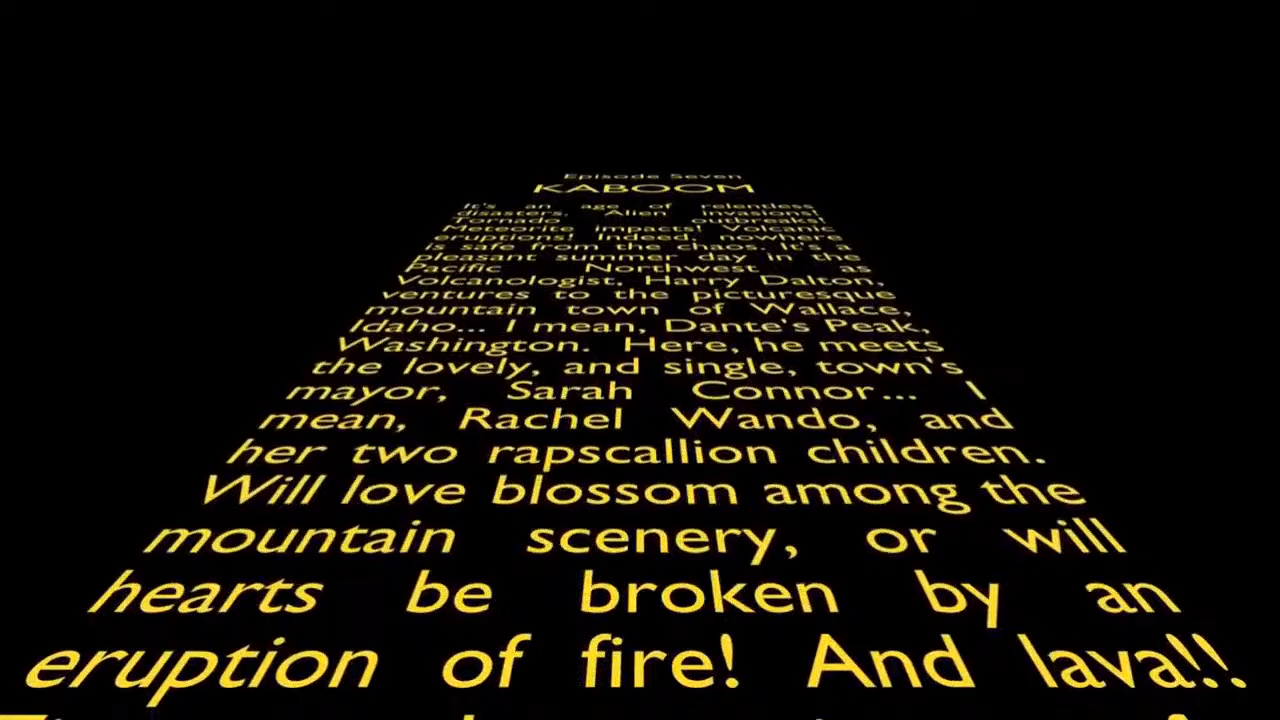 Episode Seven
KABOOM
It's an age of relentless
disasters. Alien invasions!
Tornado outbreaks!
Meteorite impacts! Volcanic
eruptions! Indeed, nowhere
is safe from the chaos. It's a
pleasant summer day in the
Pacific Northwest as
Volcanologist, Harry Dalton,
ventures to the picturesque
mountain town of Wallace,
Idaho... I mean, Dante's Peak,
Washington. Here, he meets
the lovely, and single, town's
mayor, Sarah Connor... I
mean, Rachel Wando, and
her two rapscallion children.
Will love blossom among the
mountain scenery, or will
hearts be broken by an
eruption of fire! And lava!!